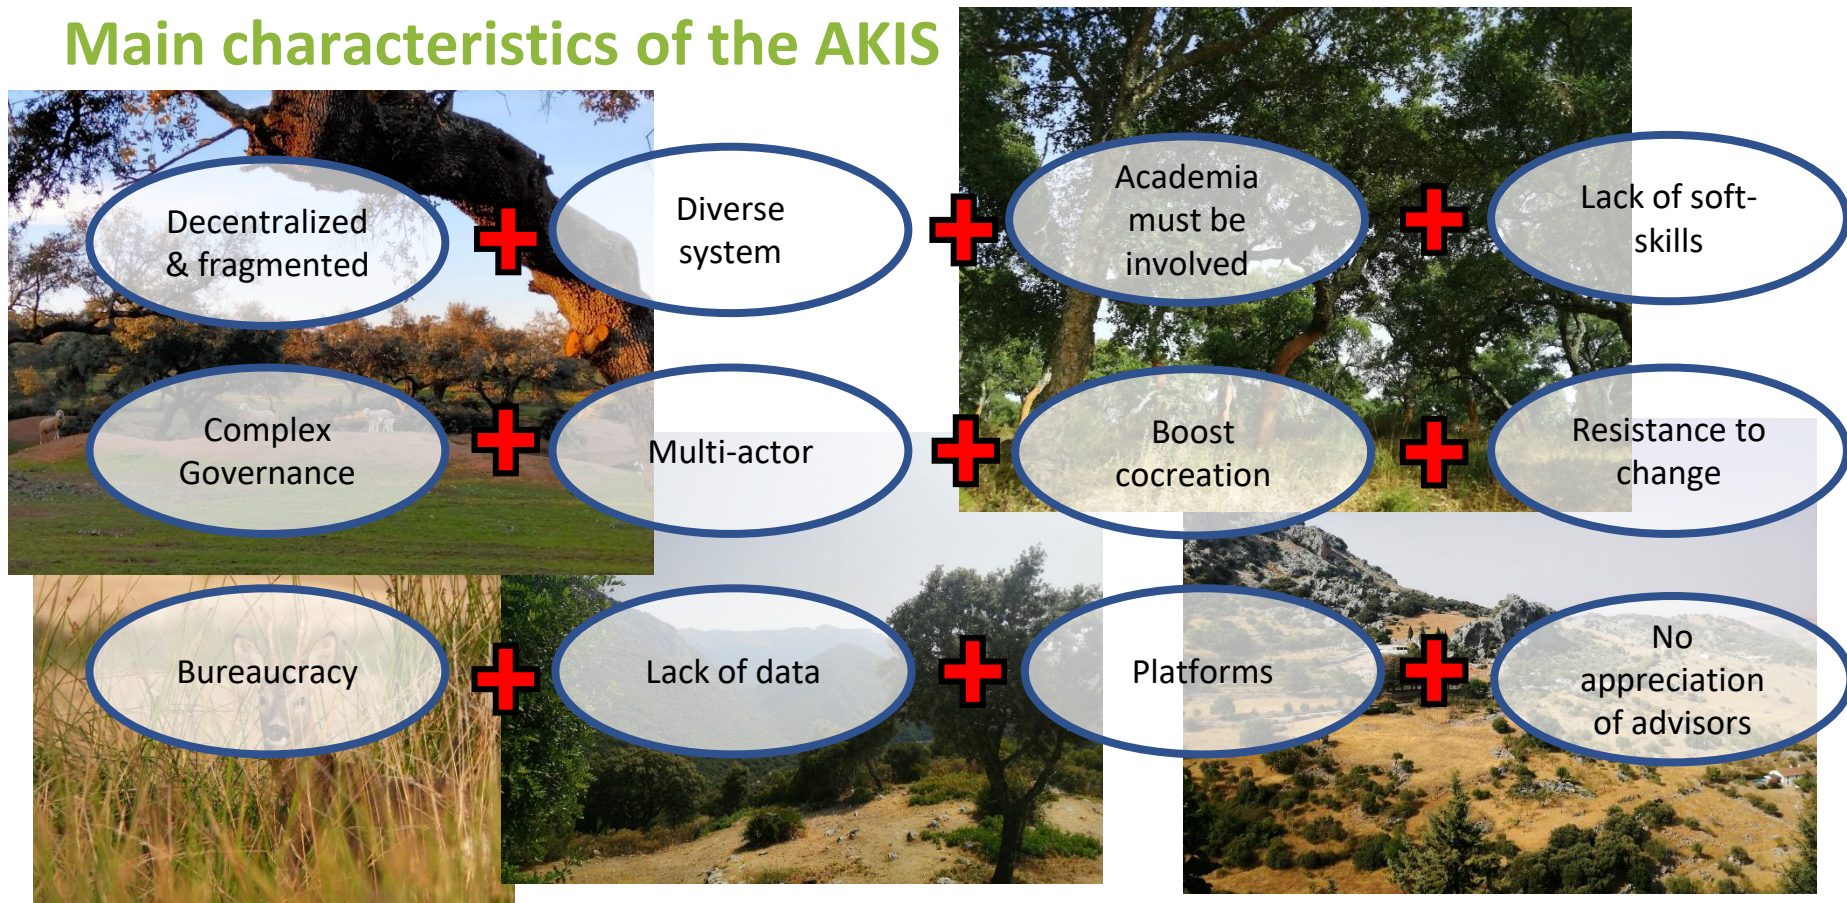 Main characteristics of the AKIS
Decentralized
& fragmented
Diverse
system
Academia
must be
involved
Lack of soft-
skills
Complex
Governance
Multi-actor
Boost
cocreation
Resistance to
change
Bureaucracy
Lack of data
Platforms
No
appreciation
of advisors